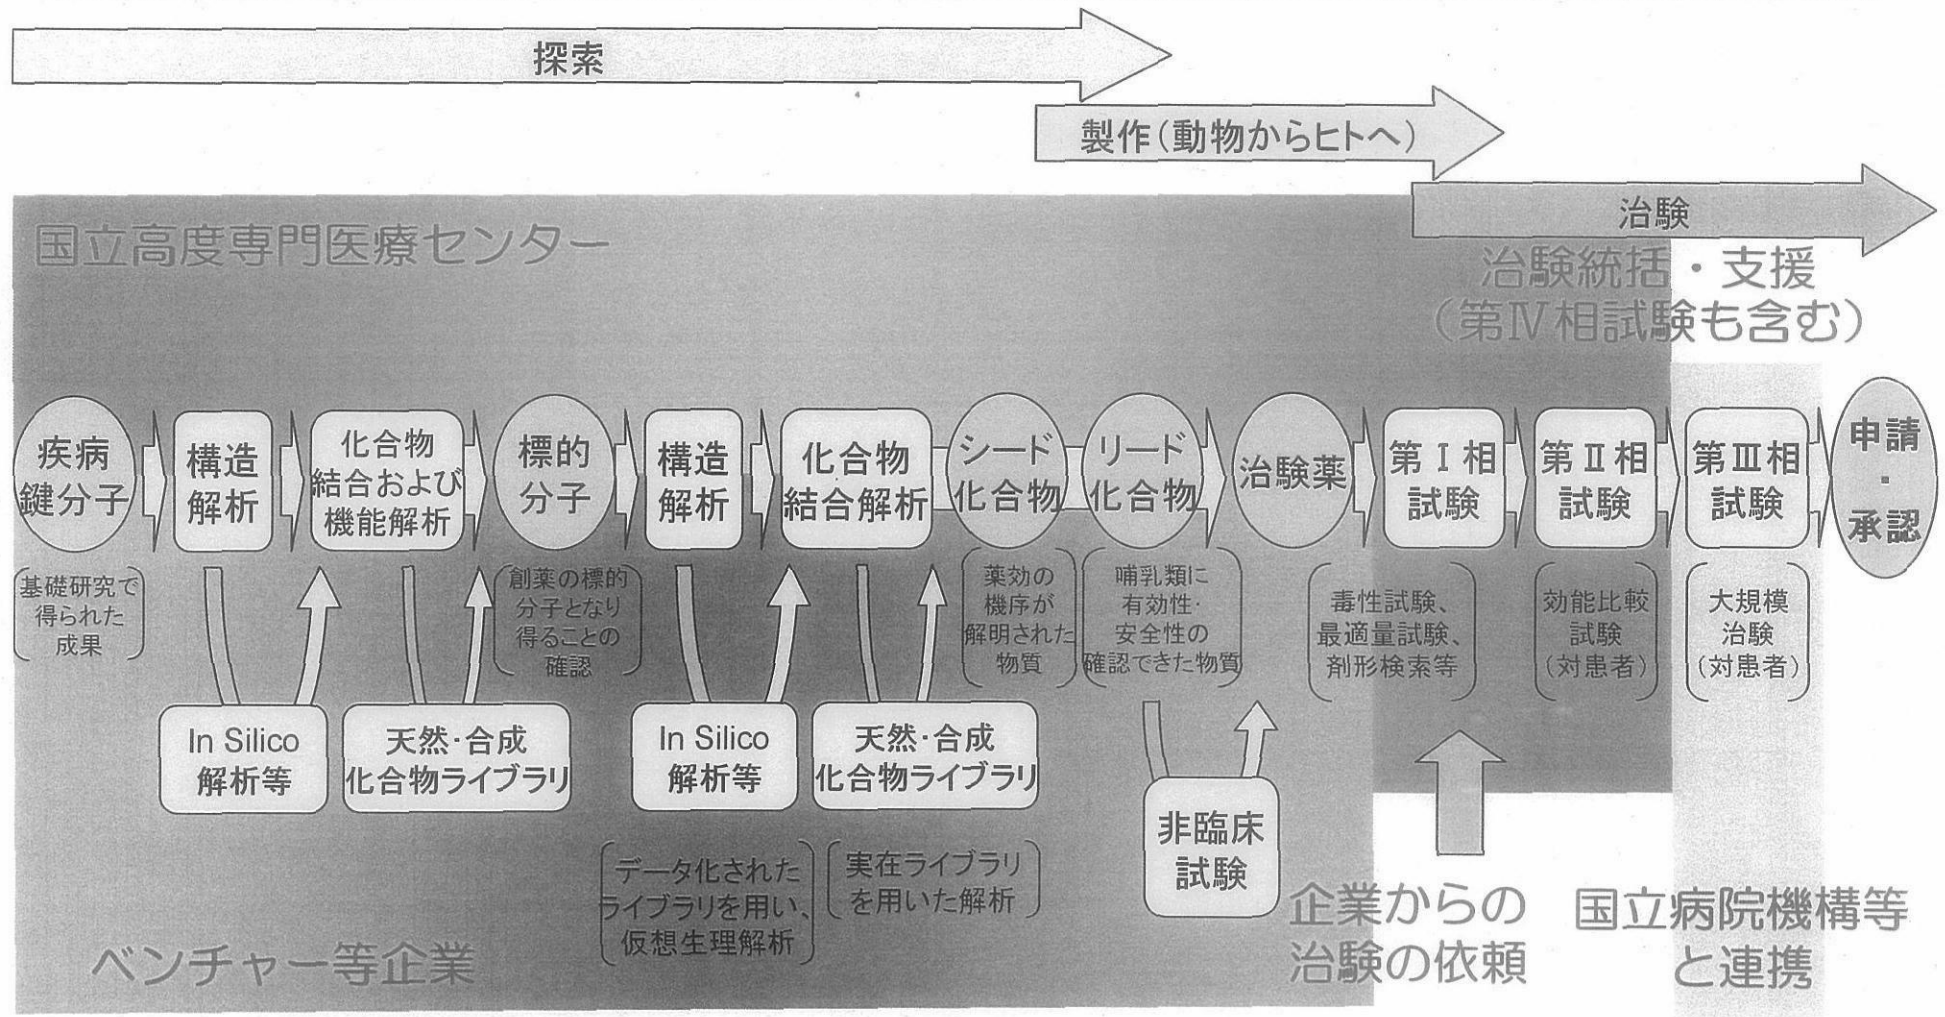 探索
製作(動物からヒトへ)
治験
国立高度専門医療センター
治験統括・支援
(第Ⅳ相試験も含む)
疾病
鍵分子
構造
解析
化合物
結合および
機能解析
標的
分子
構造
解析
化合物
結合解析
シード
化合物
リード
化合物
治験薬
第Ⅰ相
試験
第Ⅱ相
試験
第Ⅲ相
試験
申請
・
承認
基礎研究で
得られた
成果
創薬の標的
分子となり
得ることの
確認
薬効の
機序が
解明された
物質
哺乳類に
有効性・
安全性の
確認できた物質
毒性試験、
最適量試験、
剤形検索等
効能比較
試験
(対患者)
大規模
治験
(対患者)
In Silico
解析等
天然・合成
化合物ライブラリ
In Silico
解析等
天然・合成
化合物ライブラリ
非臨床
試験
データ化された
ライブラリを用い、
仮想生理解析
実在ライブラリ
を用いた解析
ベンチャー等企業
企業からの
治験の依頼
国立病院機構等
と連携